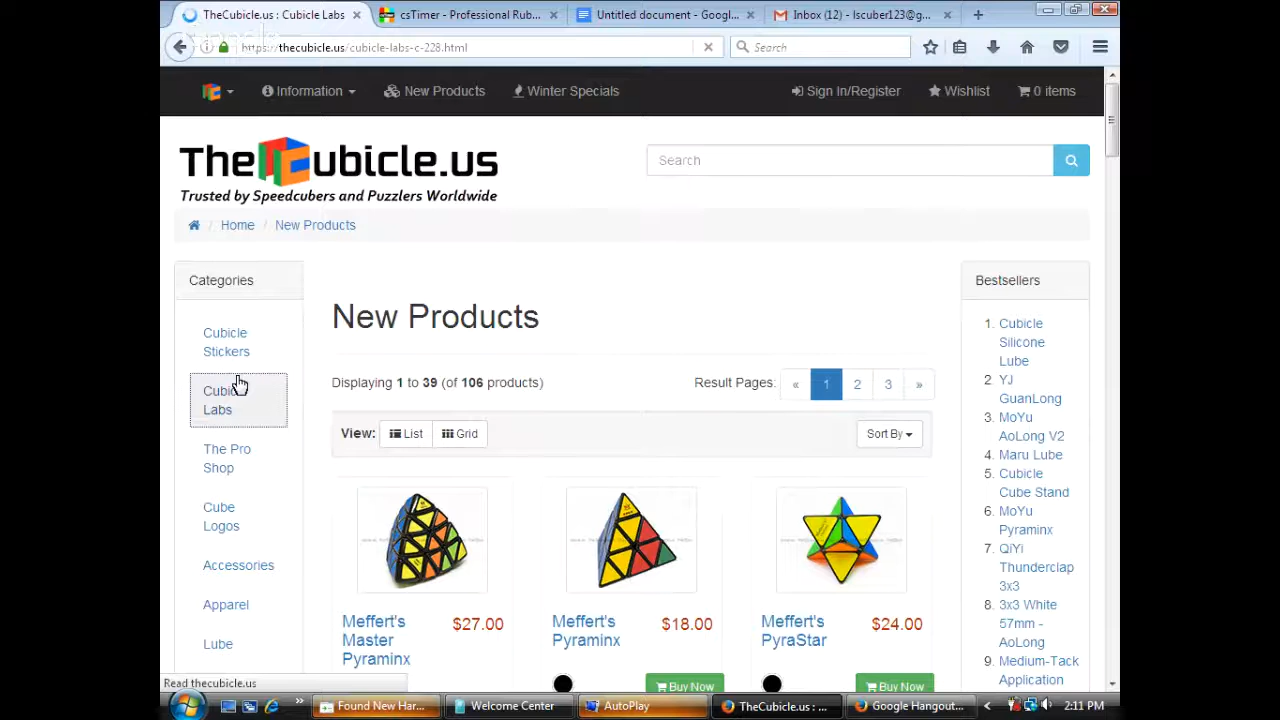 TheCubicle.us : Cubicle Labs × csTimer - Professional Rub... × Untitled document - Googl... × Inbox (12) - lscuber123@g... × +
https://thecubicle.us/cubicle-labs-c-228.html × Search
Information New Products Winter Specials Sign In/Register Wishlist 0 items
TheCubicle.us
Search
Trusted by Speedcubers and Puzzlers Worldwide
/ Home / New Products
Categories
Cubicle
Stickers
Cubicle
Labs
The Pro
Shop
Cube
Logos
Accessories
Apparel
Lube
New Products
Displaying 1 to 39 (of 106 products)
Result Pages: « 1 2 3 »
View: List Grid
Sort By
Meffert's
Master
Pyraminx
$27.00
Meffert's
Pyraminx
$18.00
Buy Now
Meffert's
PyraStar
$24.00
Buy Now
Bestsellers
1. Cubicle
Silicone
Lube
2. YJ
GuanLong
3. MoYu
AoLong V2
4. Maru Lube
5. Cubicle
Cube Stand
6. MoYu
Pyraminx
7. QiYi
Thunderclap
3x3
8. 3x3 White
57mm -
AoLong
9. Medium-Tack
Application
Read thecubicle.us
Found New Har... Welcome Center AutoPlay TheCubicle.us : ... Google Hangout... 2:11 PM